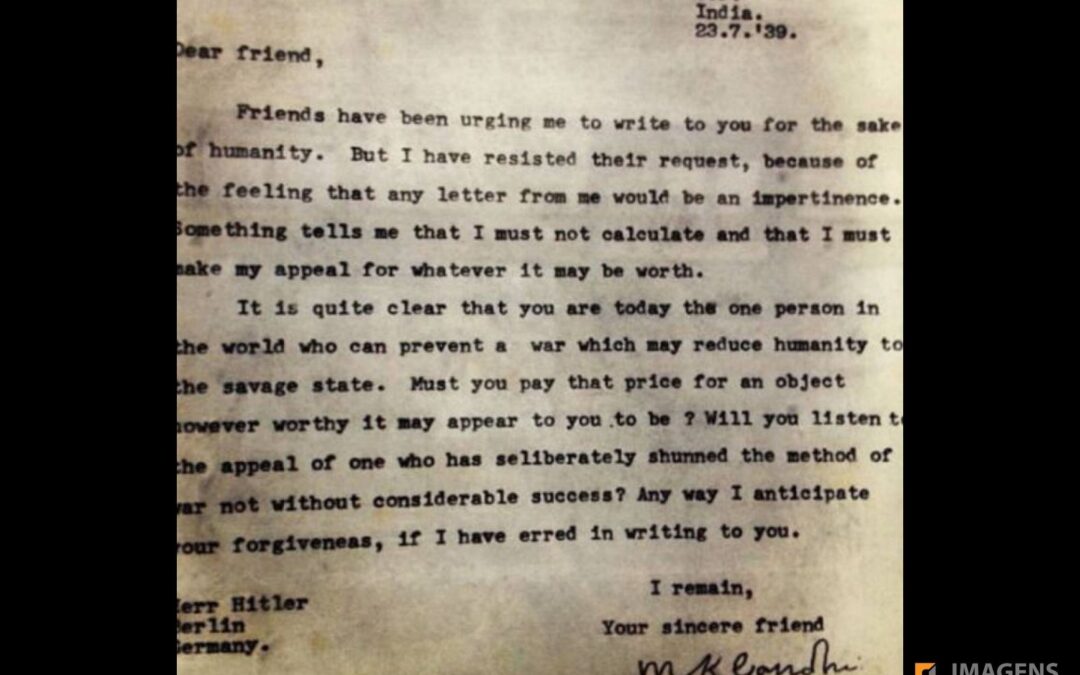 India.
23.7.'39.
Dear friend,
Friends have been urging me to write to you for the sake
of humanity. But I have resisted their request, because of
the feeling that any letter from me would be an impertinence.
Something tells me that I must not calculate and that I must
make my appeal for whatever it may be worth.
It is quite clear that you are today the one person in
the world who can prevent a war which may reduce humanity to
the savage state. Must you pay that price for an object
however worthy it may appear to you to be ? Will you listen to
the appeal of one who has seliberately shunned the method of
war not without considerable success? Any way I anticipate
your forgiveneas, if I have erred in writing to you.
I remain,
Herr Hitler
Berlin
Germany.
Your sincere friend
M K Gandhi
IMAGENS